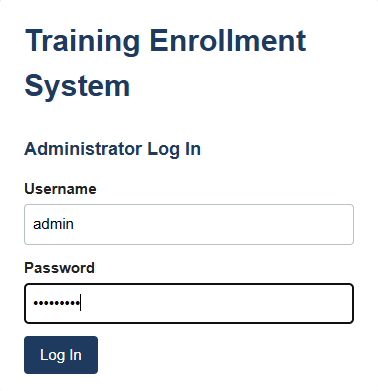 Training Enrollment
System
Administrator Log In
Username
admin
Password
•••••••••
Log In